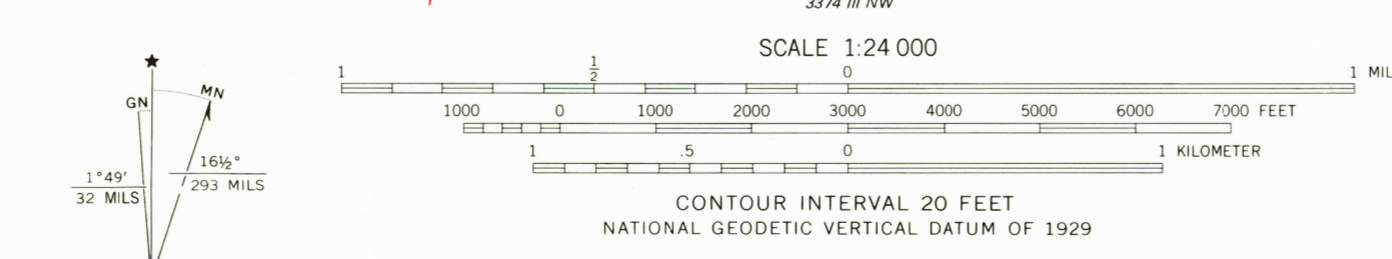 3374 III NW
SCALE 1:24 000
1 1/2 0 1 MIL
1000 0 1000 2000 3000 4000 5000 6000 7000 FEET
1 .5 0 1 KILOMETER
CONTOUR INTERVAL 20 FEET
NATIONAL GEODETIC VERTICAL DATUM OF 1929
★
GN MN
1°49′
32 MILS
16½°
293 MILS